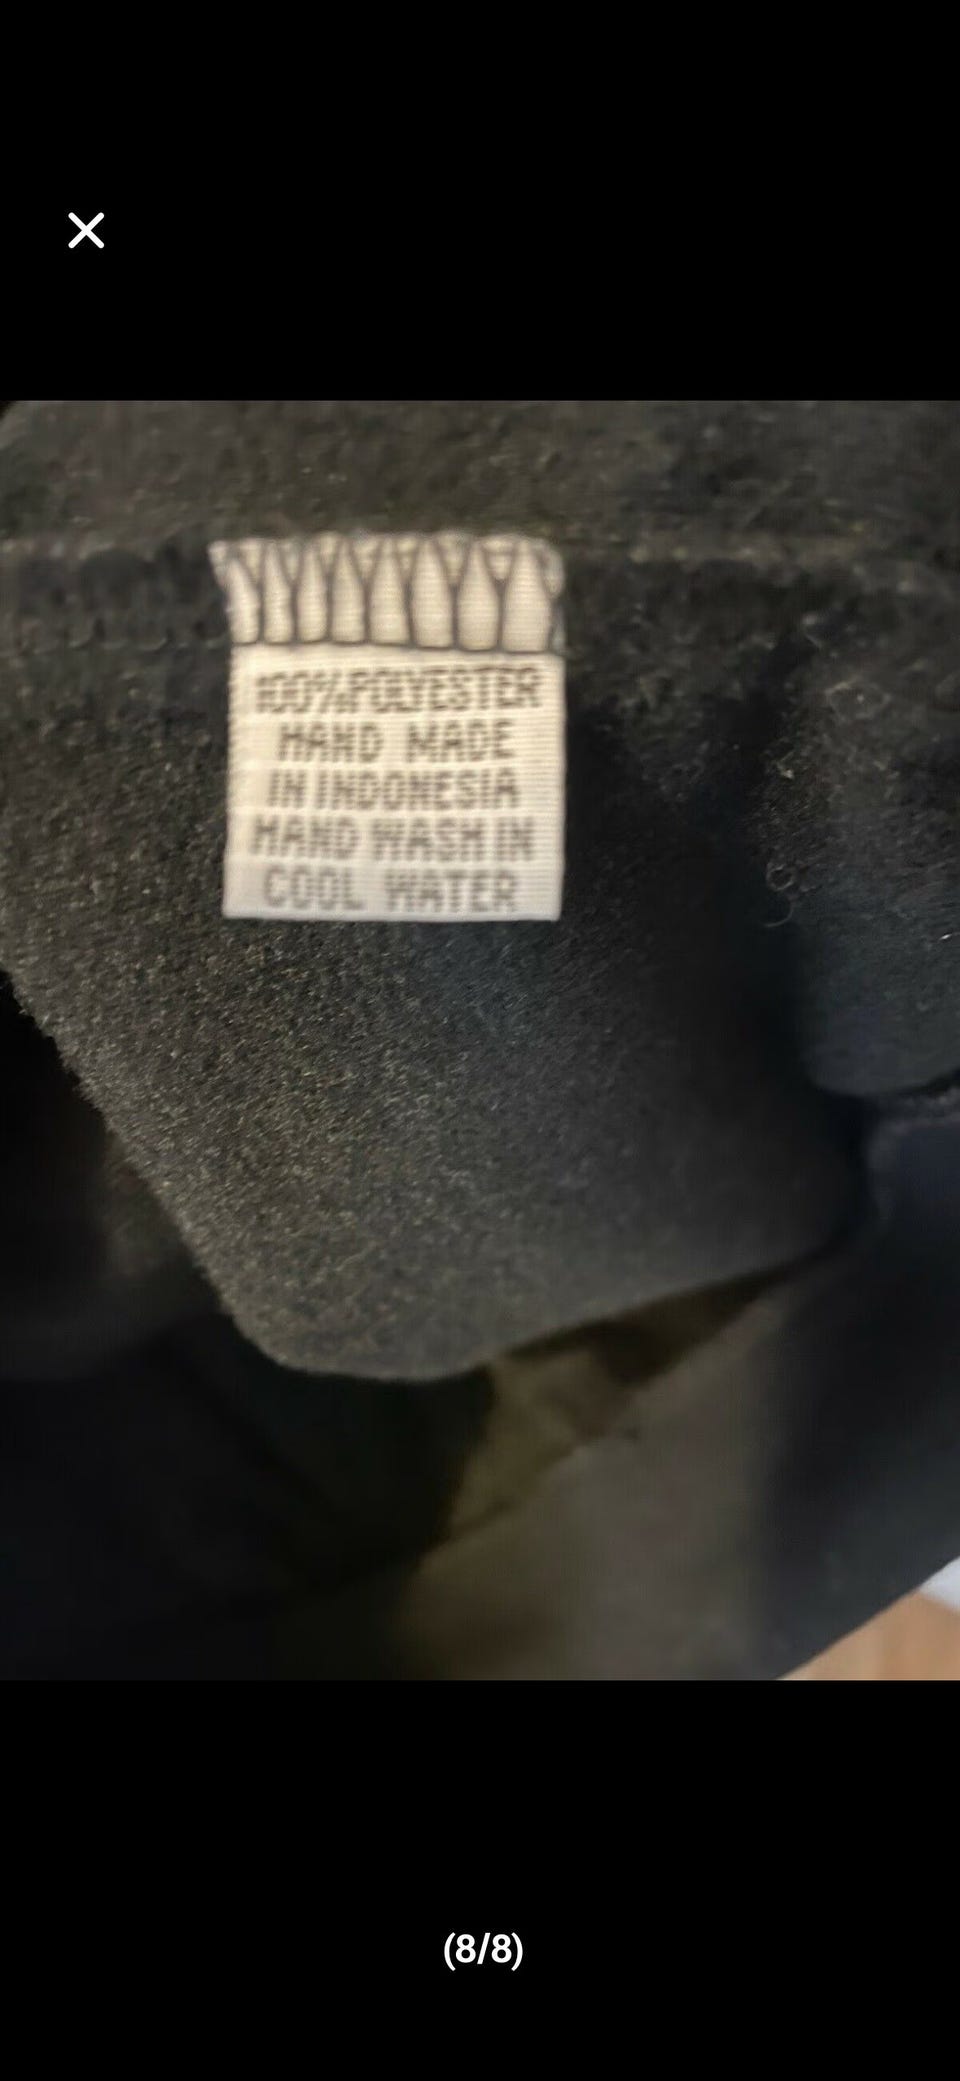 100%POLYESTER
HAND MADE
IN INDONESIA
HAND WASH IN
COOL WATER
(8/8)